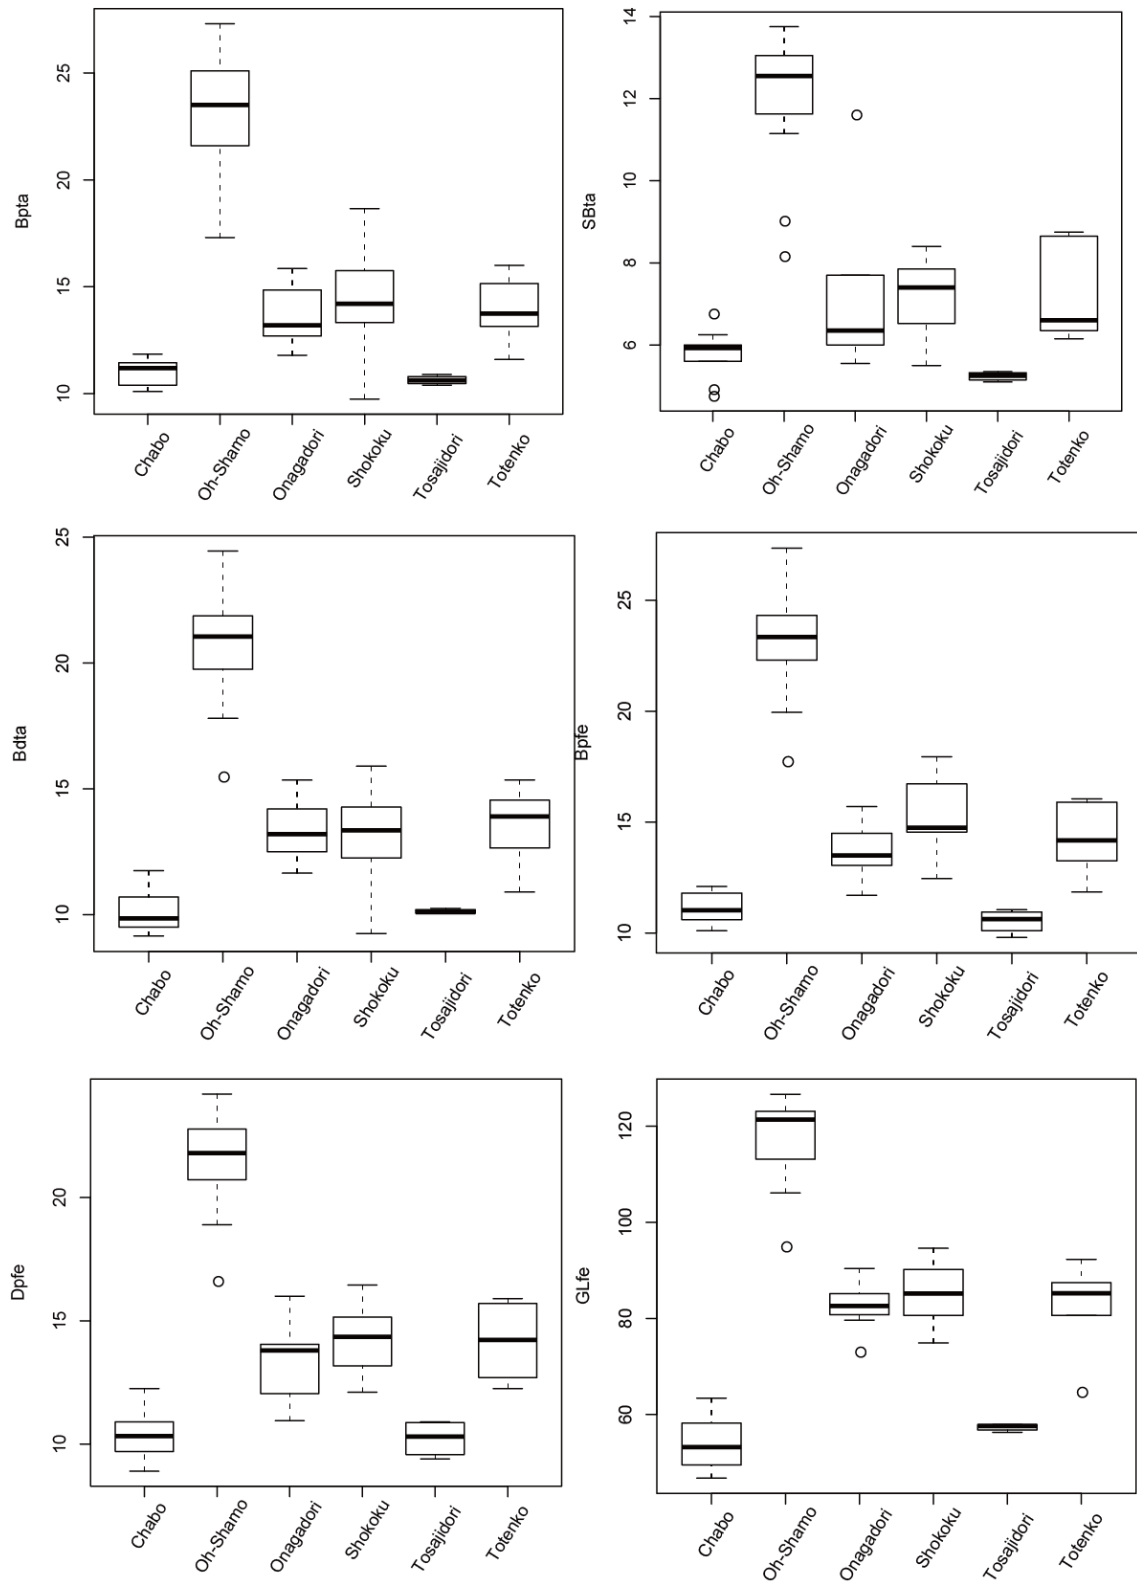 Bpta
25
20
15
10
Chabo
Oh-Shamo
Onagadori
Shokoku
Tosajidori
Totenko
SBta
14
12
10
8
6
Chabo
Oh-Shamo
Onagadori
Shokoku
Tosajidori
Totenko
Bdta
25
20
15
10
Chabo
Oh-Shamo
Onagadori
Shokoku
Tosajidori
Totenko
Bpfe
25
20
15
10
Chabo
Oh-Shamo
Onagadori
Shokoku
Tosajidori
Totenko
Dpfe
20
15
10
Chabo
Oh-Shamo
Onagadori
Shokoku
Tosajidori
Totenko
GLfe
120
100
80
60
Chabo
Oh-Shamo
Onagadori
Shokoku
Tosajidori
Totenko